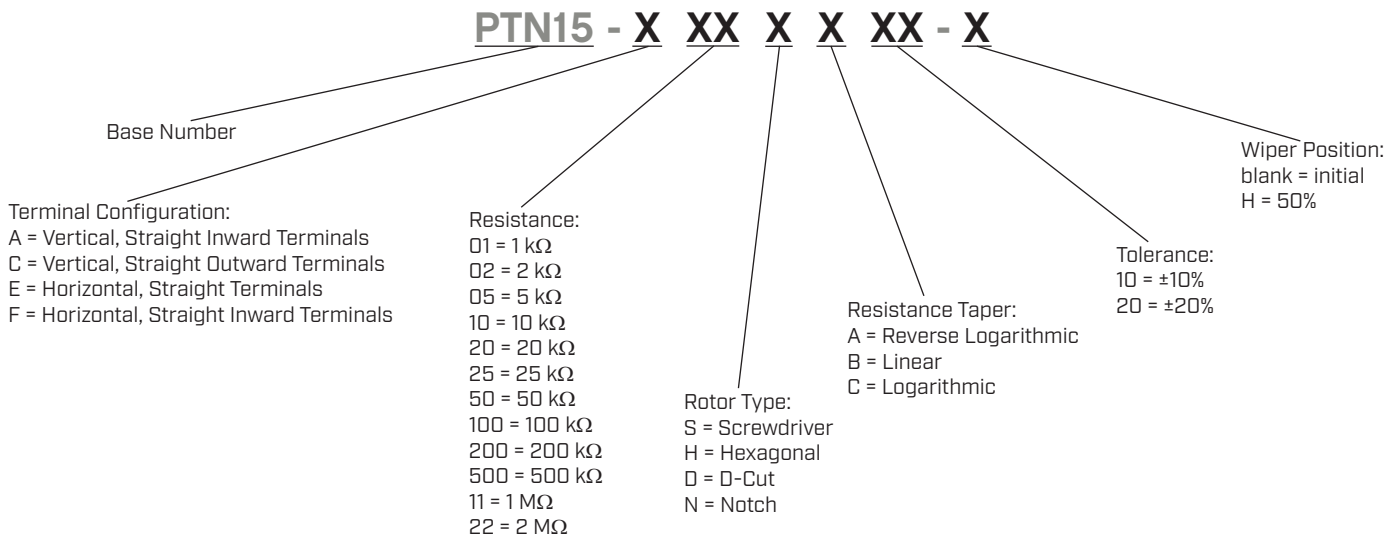 PTN15 - X XX X X XX - X
Base Number
Terminal Configuration:
A = Vertical, Straight Inward Terminals
C = Vertical, Straight Outward Terminals
E = Horizontal, Straight Terminals
F = Horizontal, Straight Inward Terminals
Resistance:
01 = 1 kΩ
02 = 2 kΩ
05 = 5 kΩ
10 = 10 kΩ
20 = 20 kΩ
25 = 25 kΩ
50 = 50 kΩ
100 = 100 kΩ
200 = 200 kΩ
500 = 500 kΩ
11 = 1 MΩ
22 = 2 MΩ
Rotor Type:
S = Screwdriver
H = Hexagonal
D = D-Cut
N = Notch
Resistance Taper:
A = Reverse Logarithmic
B = Linear
C = Logarithmic
Tolerance:
10 = ±10%
20 = ±20%
Wiper Position:
blank = initial
H = 50%